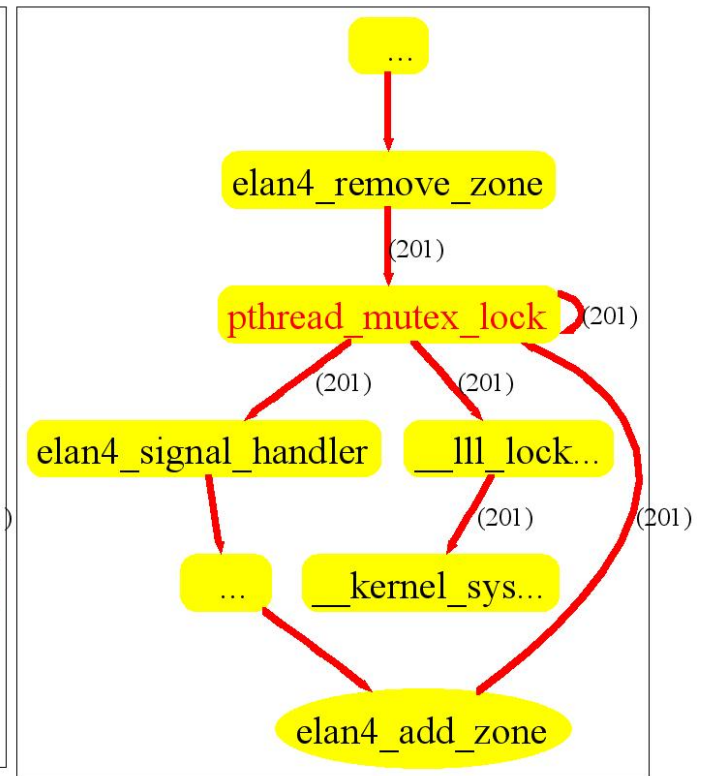 ...
elan4_remove_zone
(201)
pthread_mutex_lock
(201)
(201)
(201)
elan4_signal_handler
__lll_lock...
)
(201)
(201)
...
__kernel_sys...
elan4_add_zone